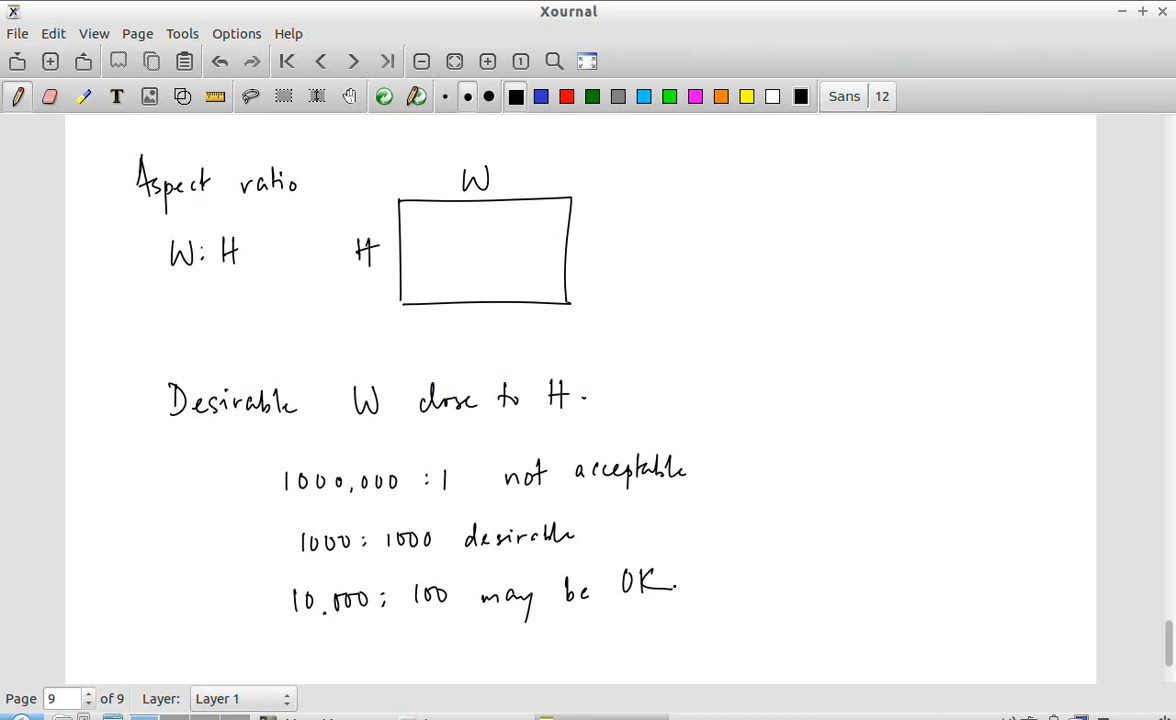 Xournal
File Edit View Page Tools Options Help
Sans 12
Aspect ratio
W
W: H
H
Desirable W close to H.
1000,000 : 1 not acceptable
1000: 1000 desirable
10.000: 100 may be OK.
Page 9 of 9 Layer: Layer 1